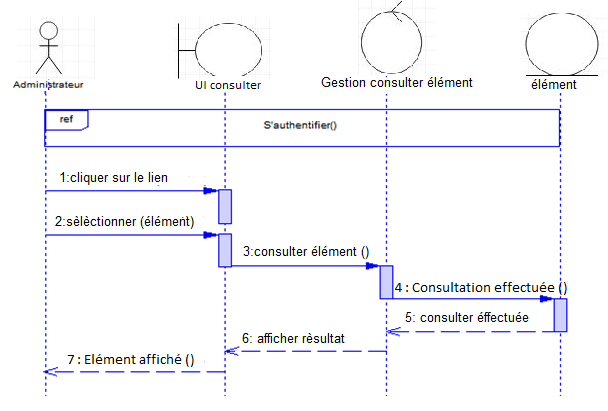 Administrateur
UI consulter
Gestion consulter élément
élément
ref
S'authentifier()
1:cliquer sur le lien
2:sèlèctionner (élément)
3:consulter élément ()
4 : Consultation effectuée ()
5: consulter éffectuée
6: afficher rèsultat
7 : Elément affiché ()